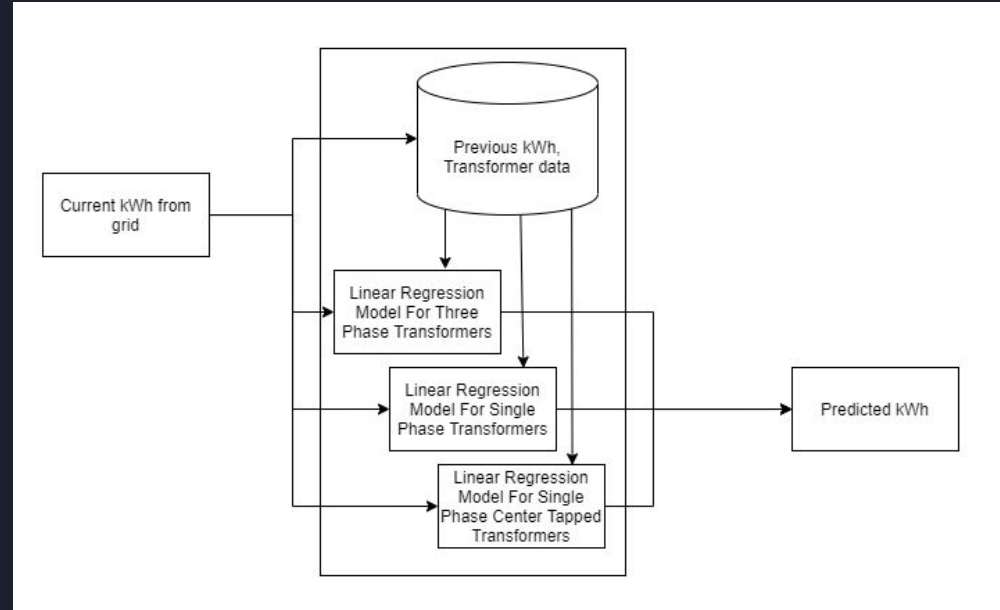 Previous kWh,
Transformer data
Current kWh from
grid
Linear Regression
Model For Three
Phase Transformers
Linear Regression
Model For Single
Phase Transformers
Predicted kWh
Linear Regression
Model For Single
Phase Center Tapped
Transformers